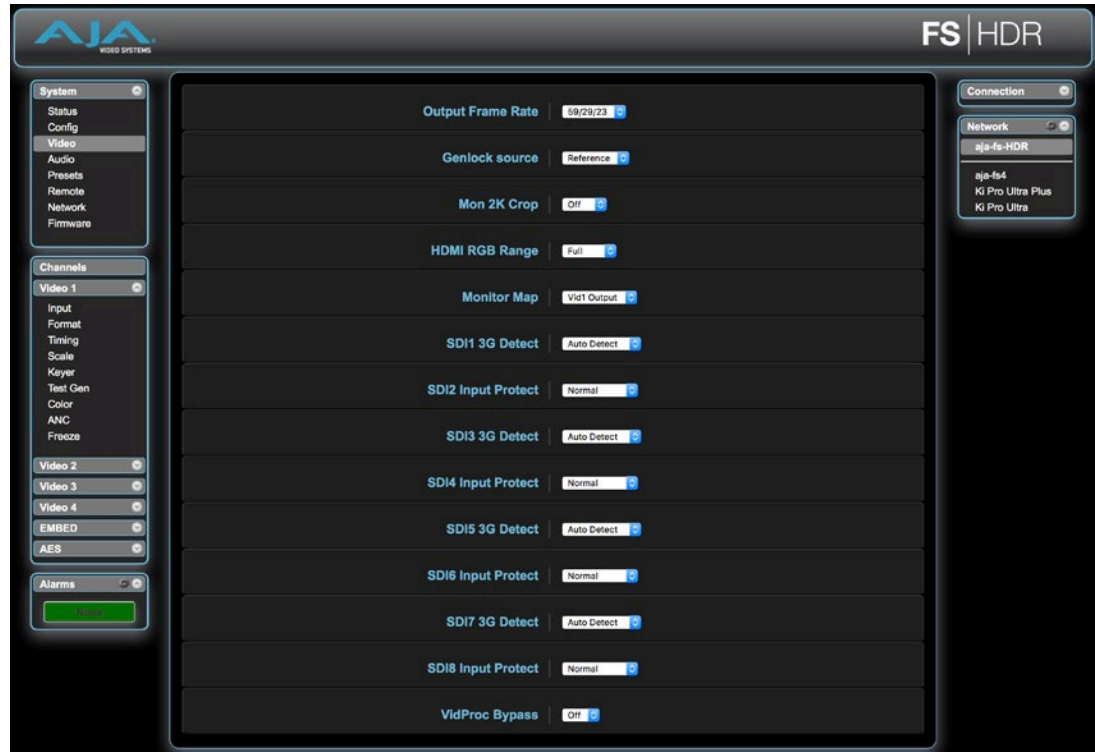 AJA
VIDEO SYSTEMS
FS|HDR
System
Status
Config
Video
Audio
Presets
Remote
Network
Firmware
Channels
Video 1
Input
Format
Timing
Scale
Keyer
Test Gen
Color
ANC
Freeze
Video 2
Video 3
Video 4
EMBED
AES
Alarms
None
Output Frame Rate 59/29/23
Genlock source Reference
Mon 2K Crop Off
HDMI RGB Range Full
Monitor Map Vid1 Output
SDI1 3G Detect Auto Detect
SDI2 Input Protect Normal
SDI3 3G Detect Auto Detect
SDI4 Input Protect Normal
SDI5 3G Detect Auto Detect
SDI6 Input Protect Normal
SDI7 3G Detect Auto Detect
SDI8 Input Protect Normal
VidProc Bypass Off
Connection
Network
aja-fs-HDR
aja-fs4
Ki Pro Ultra Plus
Ki Pro Ultra